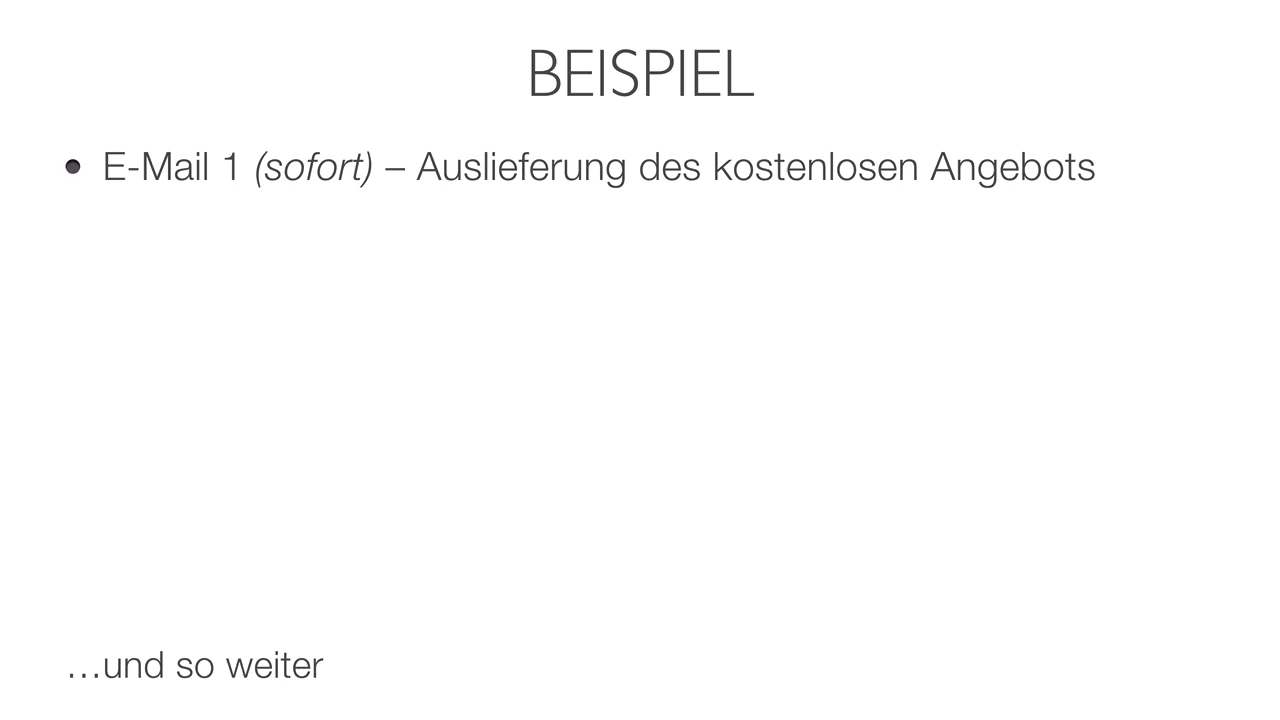 BEISPIEL
• E-Mail 1 (sofort) – Auslieferung des kostenlosen Angebots
…und so weiter